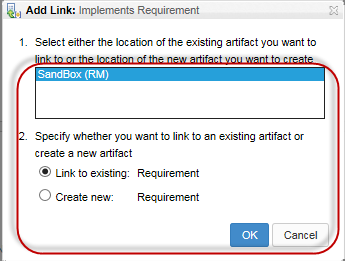 Add Link: Implements Requirement
1. Select either the location of the existing artifact you want to
link to or the location of the new artifact you want to create
SandBox (RM)
2. Specify whether you want to link to an existing artifact or
create a new artifact
Link to existing: Requirement
Create new: Requirement
OK Cancel